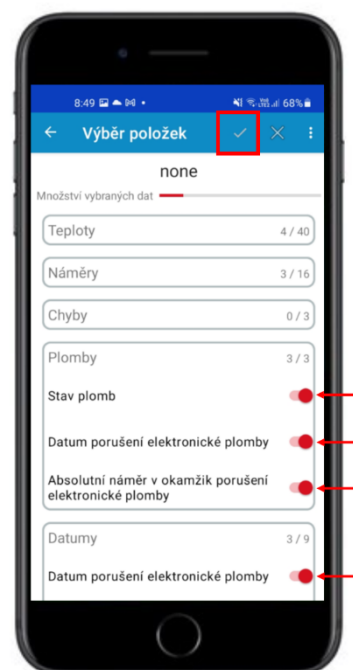 8:49 68%
Výběr položek
none
Množství vybraných dat
Teploty 4 / 40
Náměry 3 / 16
Chyby 0 / 3
Plomby 3 / 3
Stav plomb
Datum porušení elektronické plomby
Absolutní náměr v okamžik porušení
elektronické plomby
Datumy 3 / 9
Datum porušení elektronické plomby